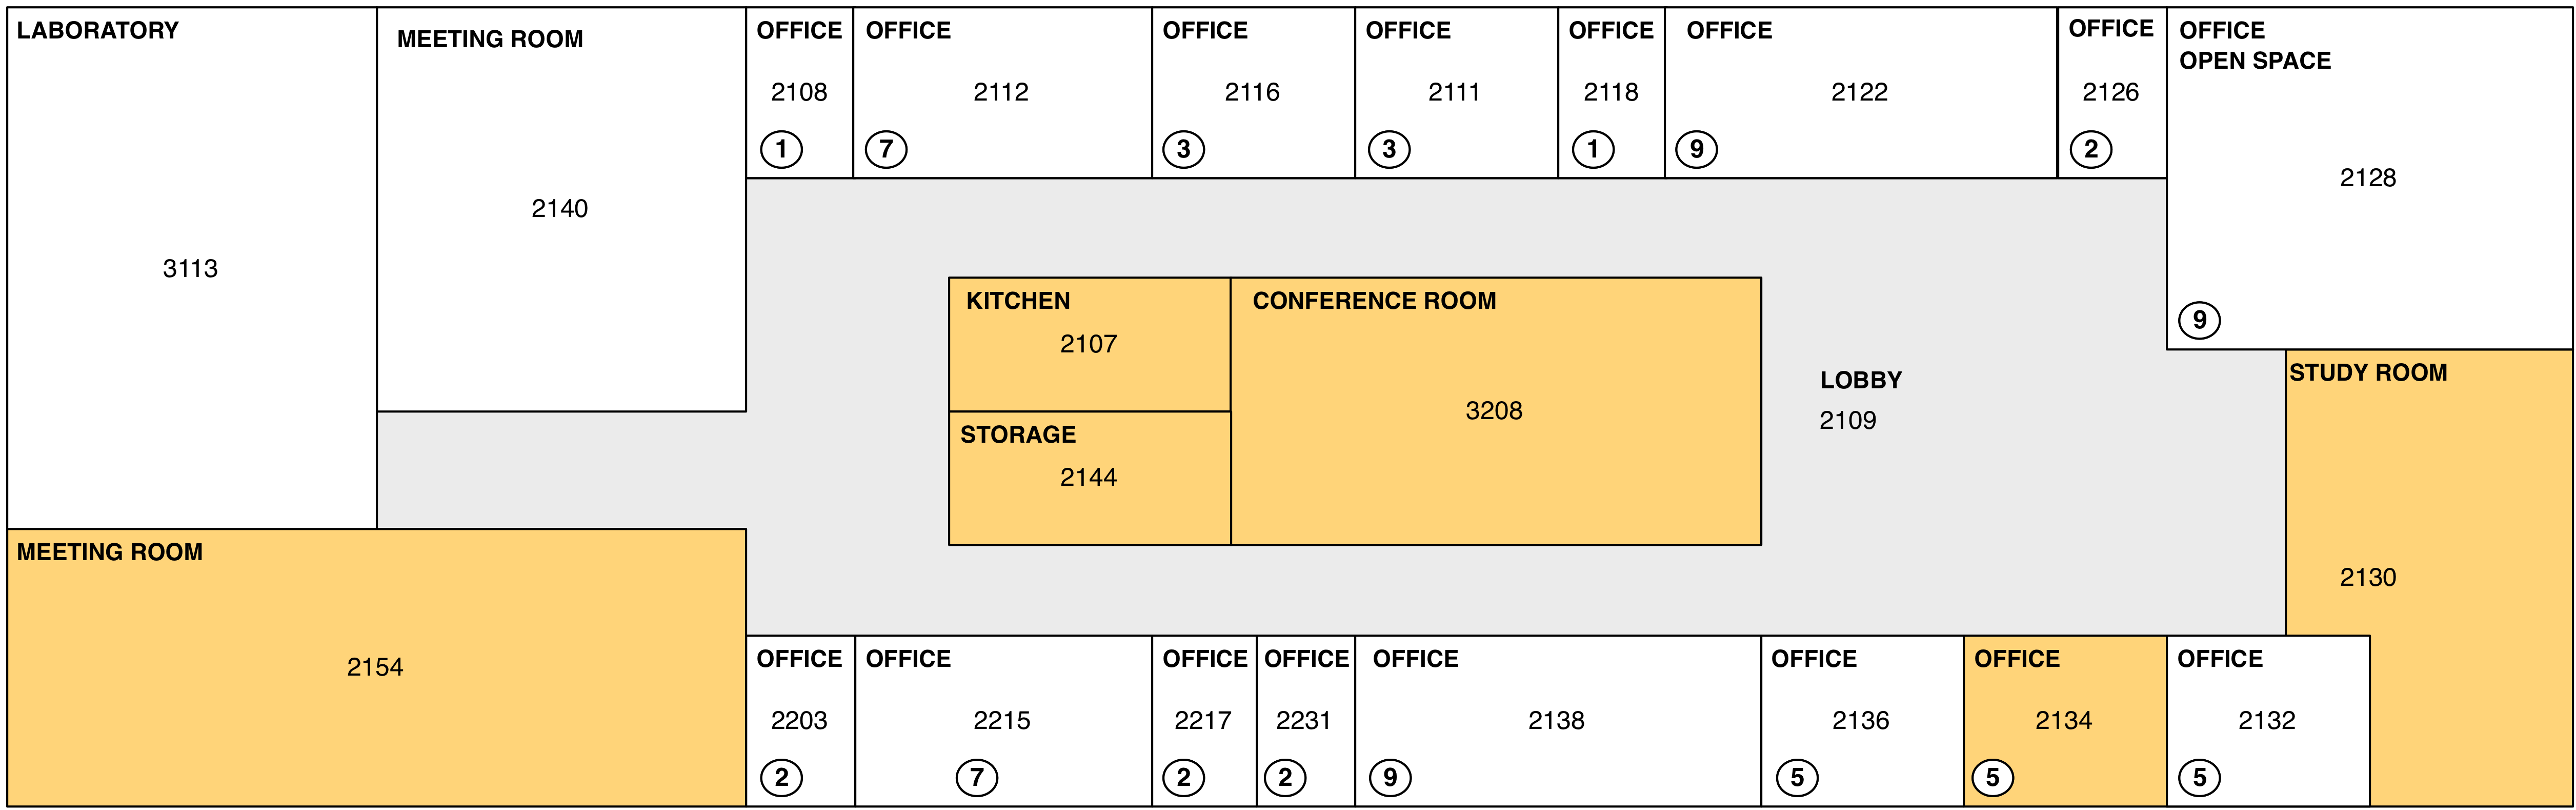 LABORATORY
3113
MEETING ROOM
2140
OFFICE
2108
1
OFFICE
2112
7
OFFICE
2116
3
OFFICE
2111
3
OFFICE
2118
1
OFFICE
2122
9
OFFICE
2126
2
OFFICE
OPEN SPACE
2128
9
KITCHEN
2107
CONFERENCE ROOM
3208
STORAGE
2144
LOBBY
2109
STUDY ROOM
2130
MEETING ROOM
2154
OFFICE
2203
2
OFFICE
2215
7
OFFICE
2217
2
OFFICE
2231
2
OFFICE
2138
9
OFFICE
2136
5
OFFICE
2134
5
OFFICE
2132
5